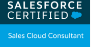 SALESFORCE
CERTIFIED
Sales Cloud Consultant